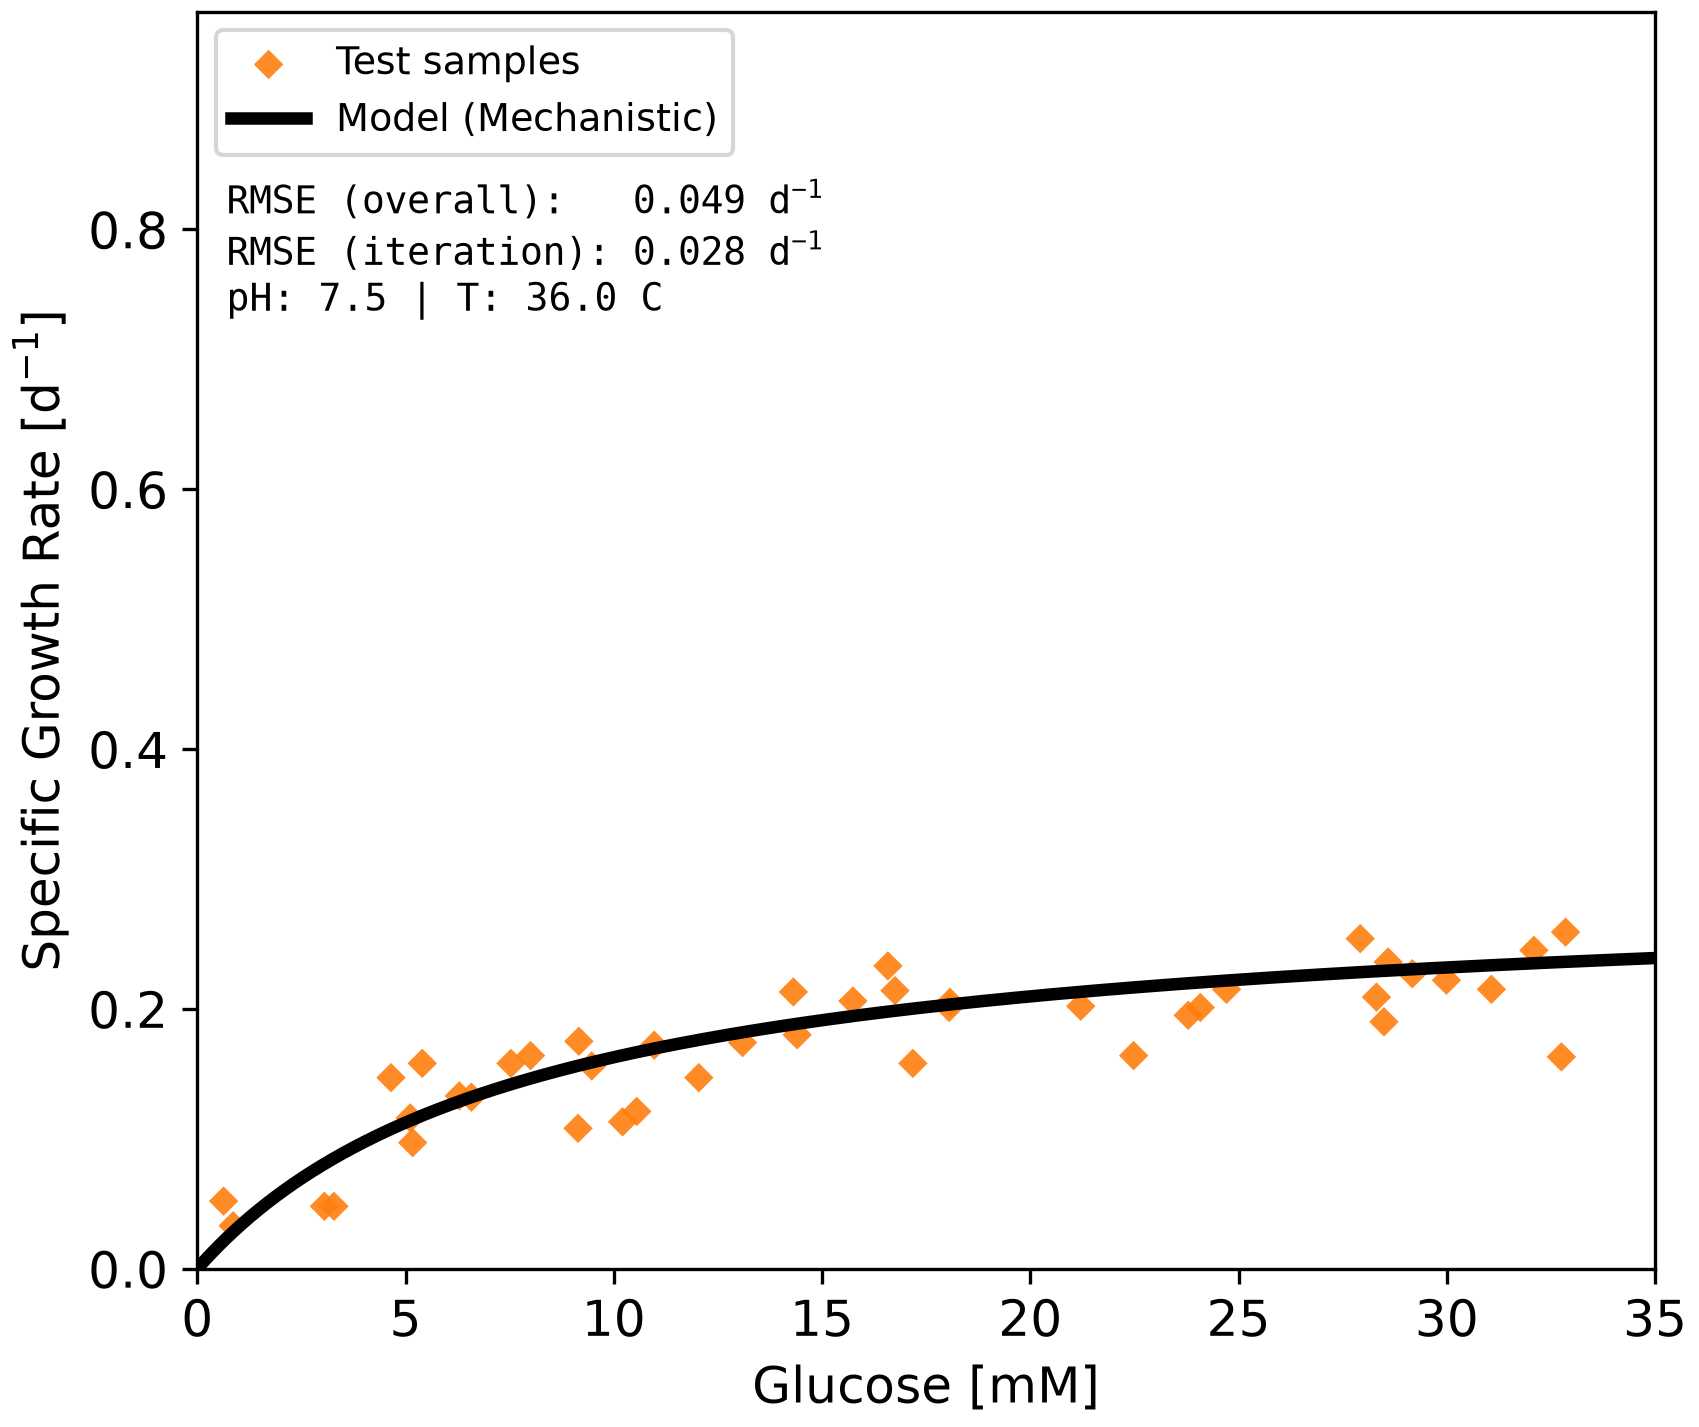 Test samples
Model (Mechanistic)
RMSE (overall):   0.049 d⁻¹
RMSE (iteration): 0.028 d⁻¹
pH: 7.5 | T: 36.0 C
Specific Growth Rate [d⁻¹]
0.8
0.6
0.4
0.2
0.0
0 5 10 15 20 25 30 35
Glucose [mM]